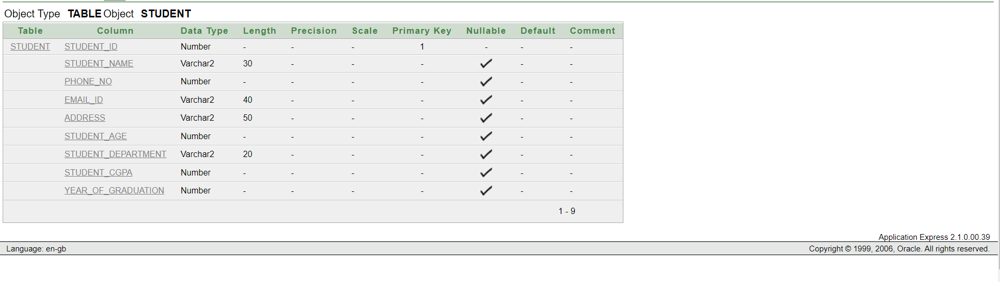 Object Type TABLE Object STUDENT
Table Column Data Type Length Precision Scale Primary Key Nullable Default Comment
STUDENT STUDENT_ID Number - - - 1 - - -
STUDENT_NAME Varchar2 30 - - - - -
PHONE_NO Number - - - - - -
EMAIL_ID Varchar2 40 - - - - -
ADDRESS Varchar2 50 - - - - -
STUDENT_AGE Number - - - - - -
STUDENT_DEPARTMENT Varchar2 20 - - - - -
STUDENT_CGPA Number - - - - - -
YEAR_OF_GRADUATION Number - - - - - -
1 - 9
Application Express 2.1.0.00.39
Language: en-gb Copyright © 1999, 2006, Oracle. All rights reserved.